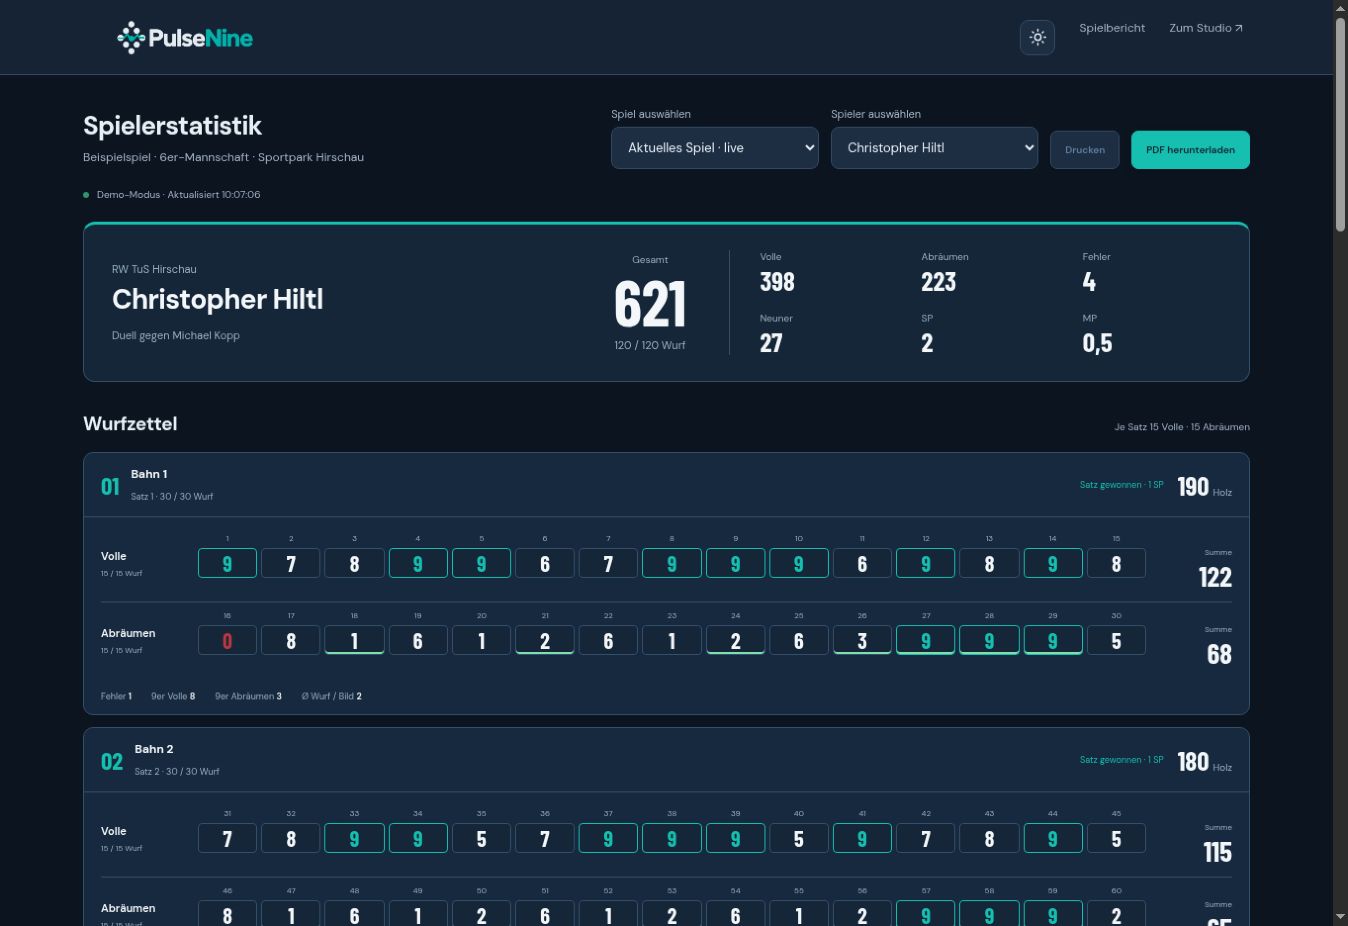 PulseNine
Spielbericht
Zum Studio ↗
Spielerstatistik
Beispielspiel · 6er-Mannschaft · Sportpark Hirschau
Spiel auswählen
Aktuelles Spiel · live
Spieler auswählen
Christopher Hiltl
Drucken
PDF herunterladen
Demo-Modus · Aktualisiert 10:07:06
RW TuS Hirschau
Christopher Hiltl
Duell gegen Michael Kopp
Gesamt
621
120 / 120 Wurf
Volle
398
Abräumen
223
Fehler
4
Neuner
27
SP
2
MP
0,5
Wurfzettel
Je Satz 15 Volle · 15 Abräumen
01
Bahn 1
Satz 1 · 30 / 30 Wurf
Satz gewonnen · 1 SP
190 Holz
1 2 3 4 5 6 7 8 9 10 11 12 13 14 15
Volle
15 / 15 Wurf
9 7 8 9 9 6 7 9 9 9 6 9 8 9 8
Summe
122
16 17 18 19 20 21 22 23 24 25 26 27 28 29 30
Abräumen
15 / 15 Wurf
0 8 1 6 1 2 6 1 2 6 3 9 9 9 5
Summe
68
Fehler 1 9er Volle 8 9er Abräumen 3 Ø Wurf / Bild 2
02
Bahn 2
Satz 2 · 30 / 30 Wurf
Satz gewonnen · 1 SP
180 Holz
31 32 33 34 35 36 37 38 39 40 41 42 43 44 45
Volle
15 / 15 Wurf
7 8 9 9 5 7 9 9 9 5 9 7 8 9 5
Summe
115
46 47 48 49 50 51 52 53 54 55 56 57 58 59 60
Abräumen
15 / 15 Wurf
8 1 6 1 2 6 1 2 6 1 2 9 9 9 2
Summe
65